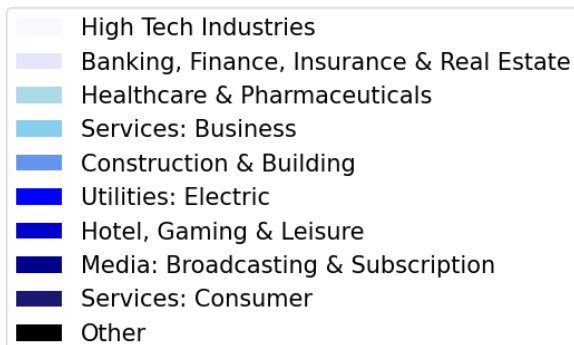 High Tech Industries
Banking, Finance, Insurance & Real Estate
Healthcare & Pharmaceuticals
Services: Business
Construction & Building
Utilities: Electric
Hotel, Gaming & Leisure
Media: Broadcasting & Subscription
Services: Consumer
Other